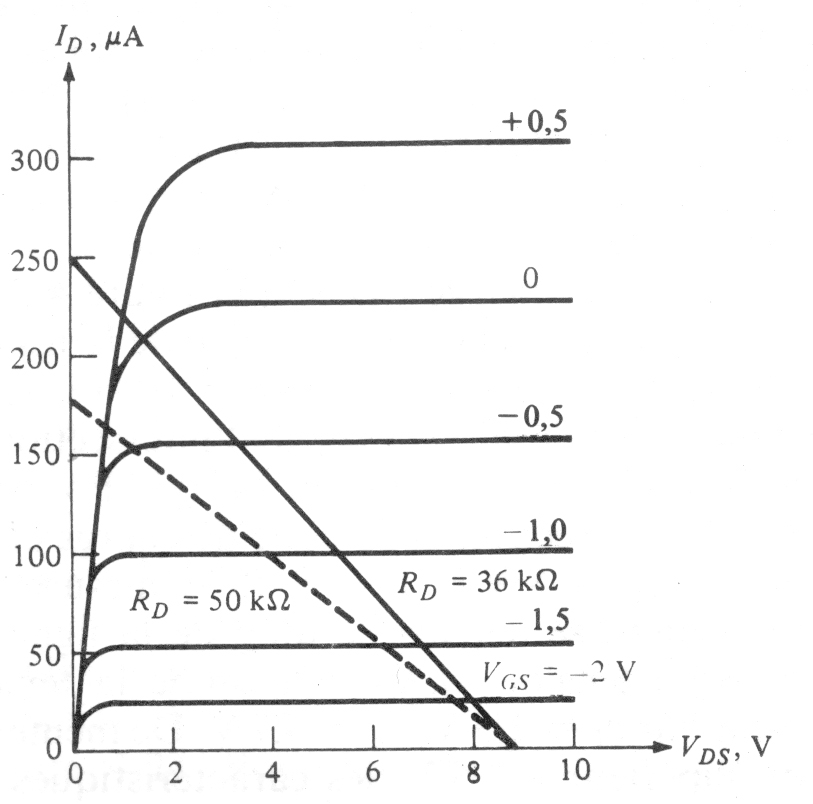 I_D, μA
+0,5
300
250
0
200
−0,5
150
−1,0
100
R_D = 36 kΩ
R_D = 50 kΩ
−1,5
50
V_GS = −2 V
0
V_DS, V
0 2 4 6 8 10